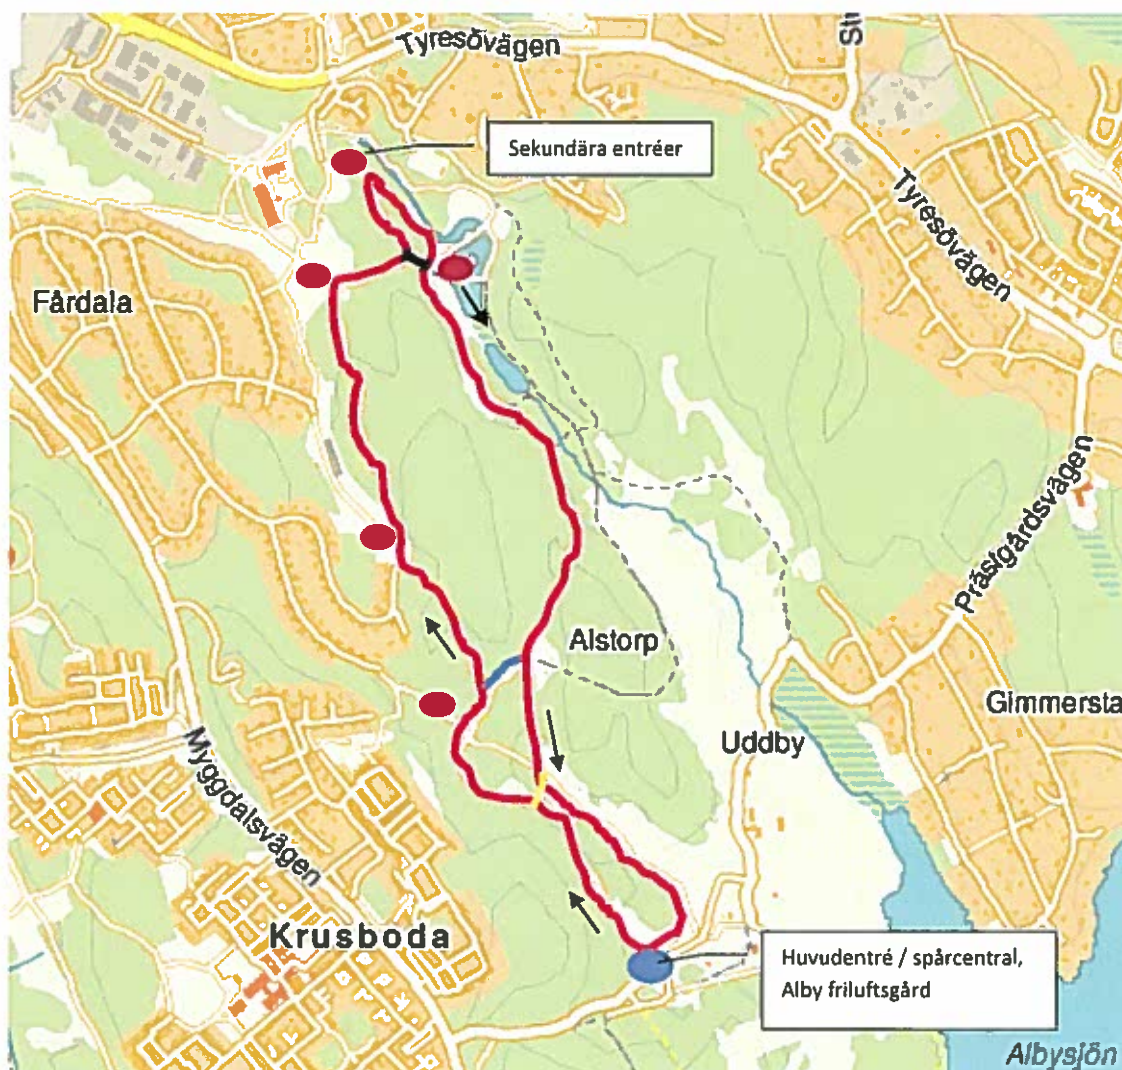 Tyresövägen
Sekundära entréer
Tyresövägen
Fårdala
Prästgårdsvägen
Alstorp
Gimmersta
Uddby
Myggdalsvägen
Krusboda
Huvudentré / spårcentral,
Alby friluftsgård
Albysjön